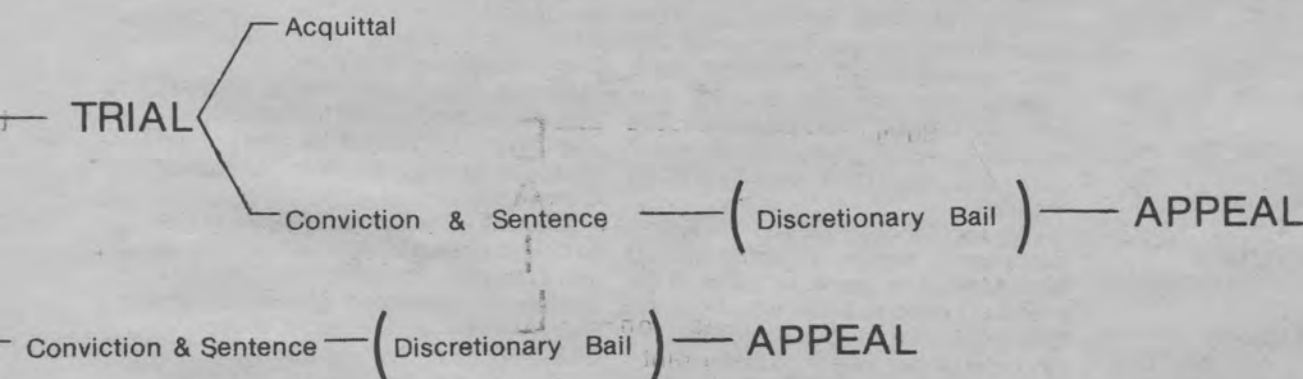 Acquittal
TRIAL
Conviction & Sentence (Discretionary Bail) APPEAL
Conviction & Sentence (Discretionary Bail) APPEAL